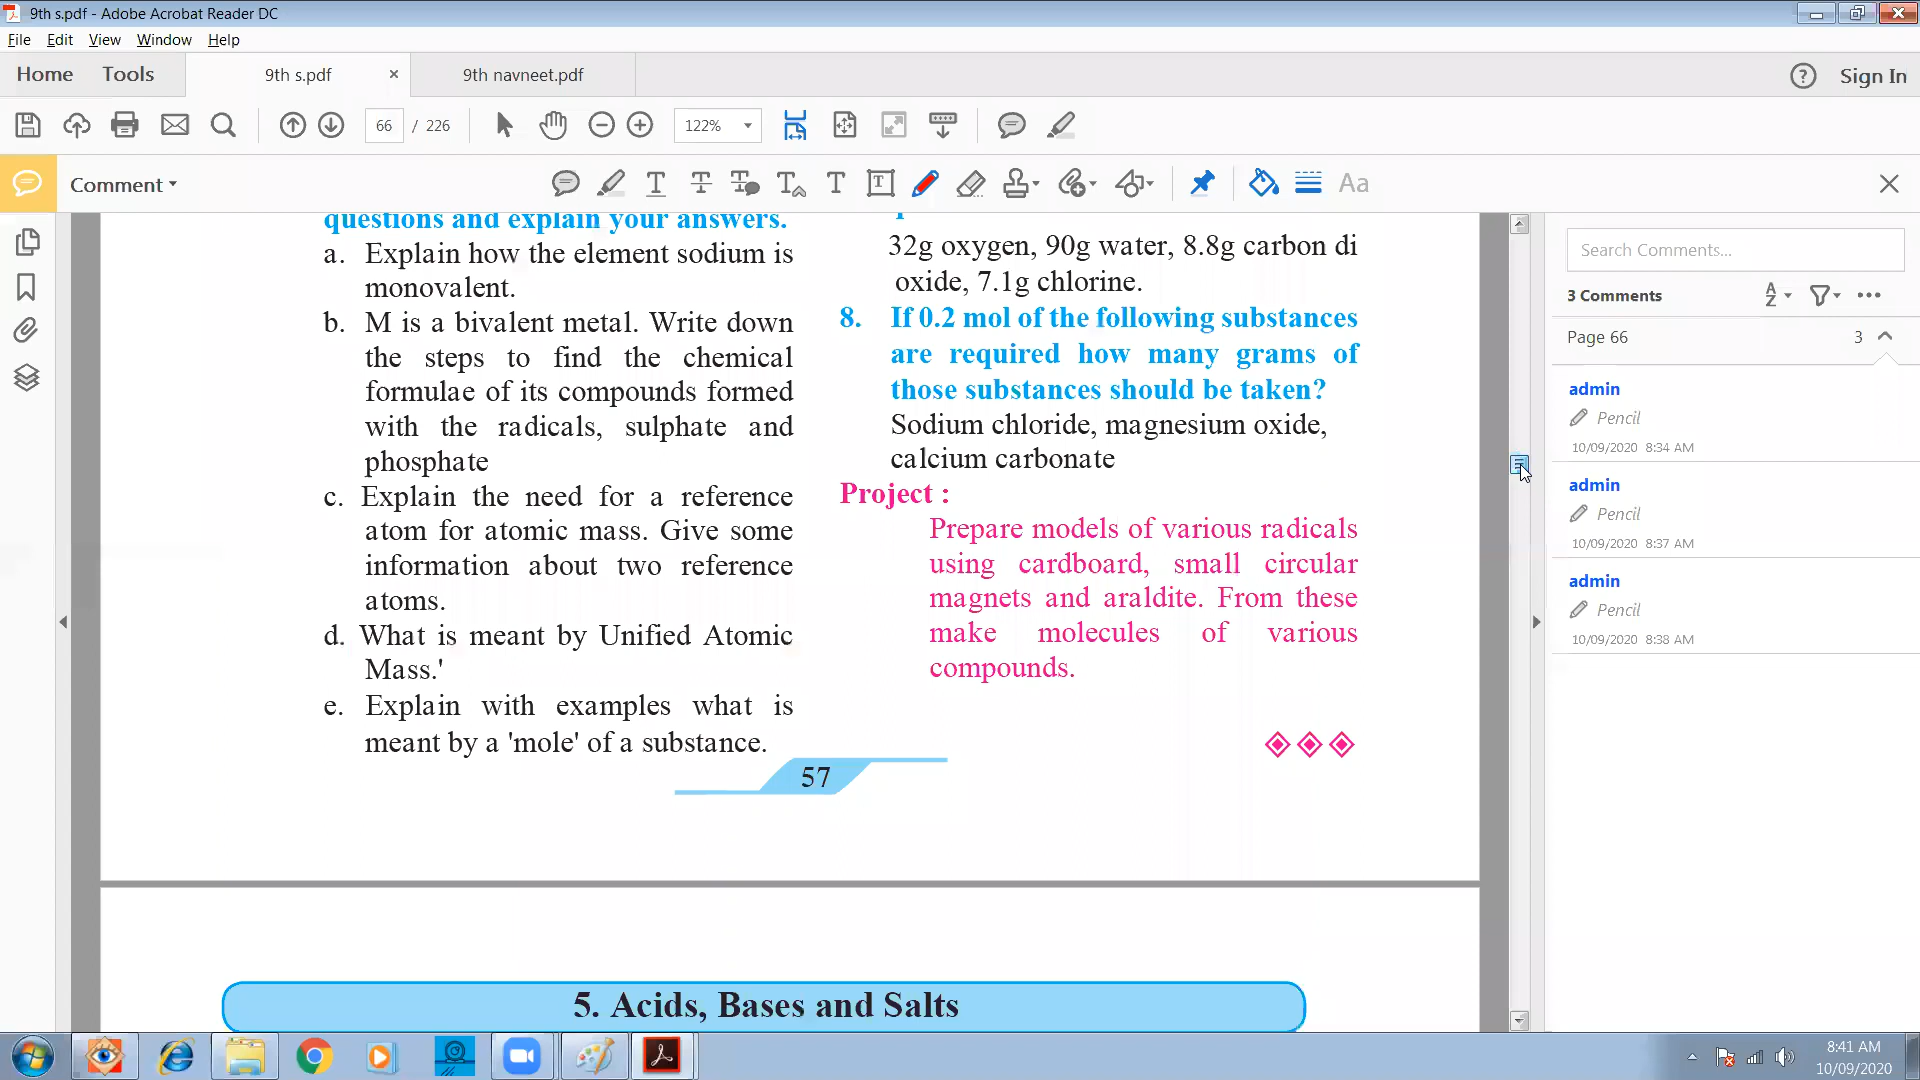 9th s.pdf - Adobe Acrobat Reader DC
File Edit View Window Help
Home Tools 9th s.pdf × 9th navneet.pdf ? Sign In
66 / 226 122%
Comment
Aa
questions and explain your answers.
a. Explain how the element sodium is
monovalent.
b. M is a bivalent metal. Write down
the steps to find the chemical
formulae of its compounds formed
with the radicals, sulphate and
phosphate
c. Explain the need for a reference
atom for atomic mass. Give some
information about two reference
atoms.
d. What is meant by Unified Atomic
Mass.'
e. Explain with examples what is
meant by a 'mole' of a substance.
32g oxygen, 90g water, 8.8g carbon di
oxide, 7.1g chlorine.
8. If 0.2 mol of the following substances
are required how many grams of
those substances should be taken?
Sodium chloride, magnesium oxide,
calcium carbonate
Project :
Prepare models of various radicals
using cardboard, small circular
magnets and araldite. From these
make molecules of various
compounds.
57
5. Acids, Bases and Salts
Search Comments...
3 Comments
Page 66 3
admin
Pencil
10/09/2020 8:34 AM
admin
Pencil
10/09/2020 8:37 AM
admin
Pencil
10/09/2020 8:38 AM
8:41 AM
10/09/2020